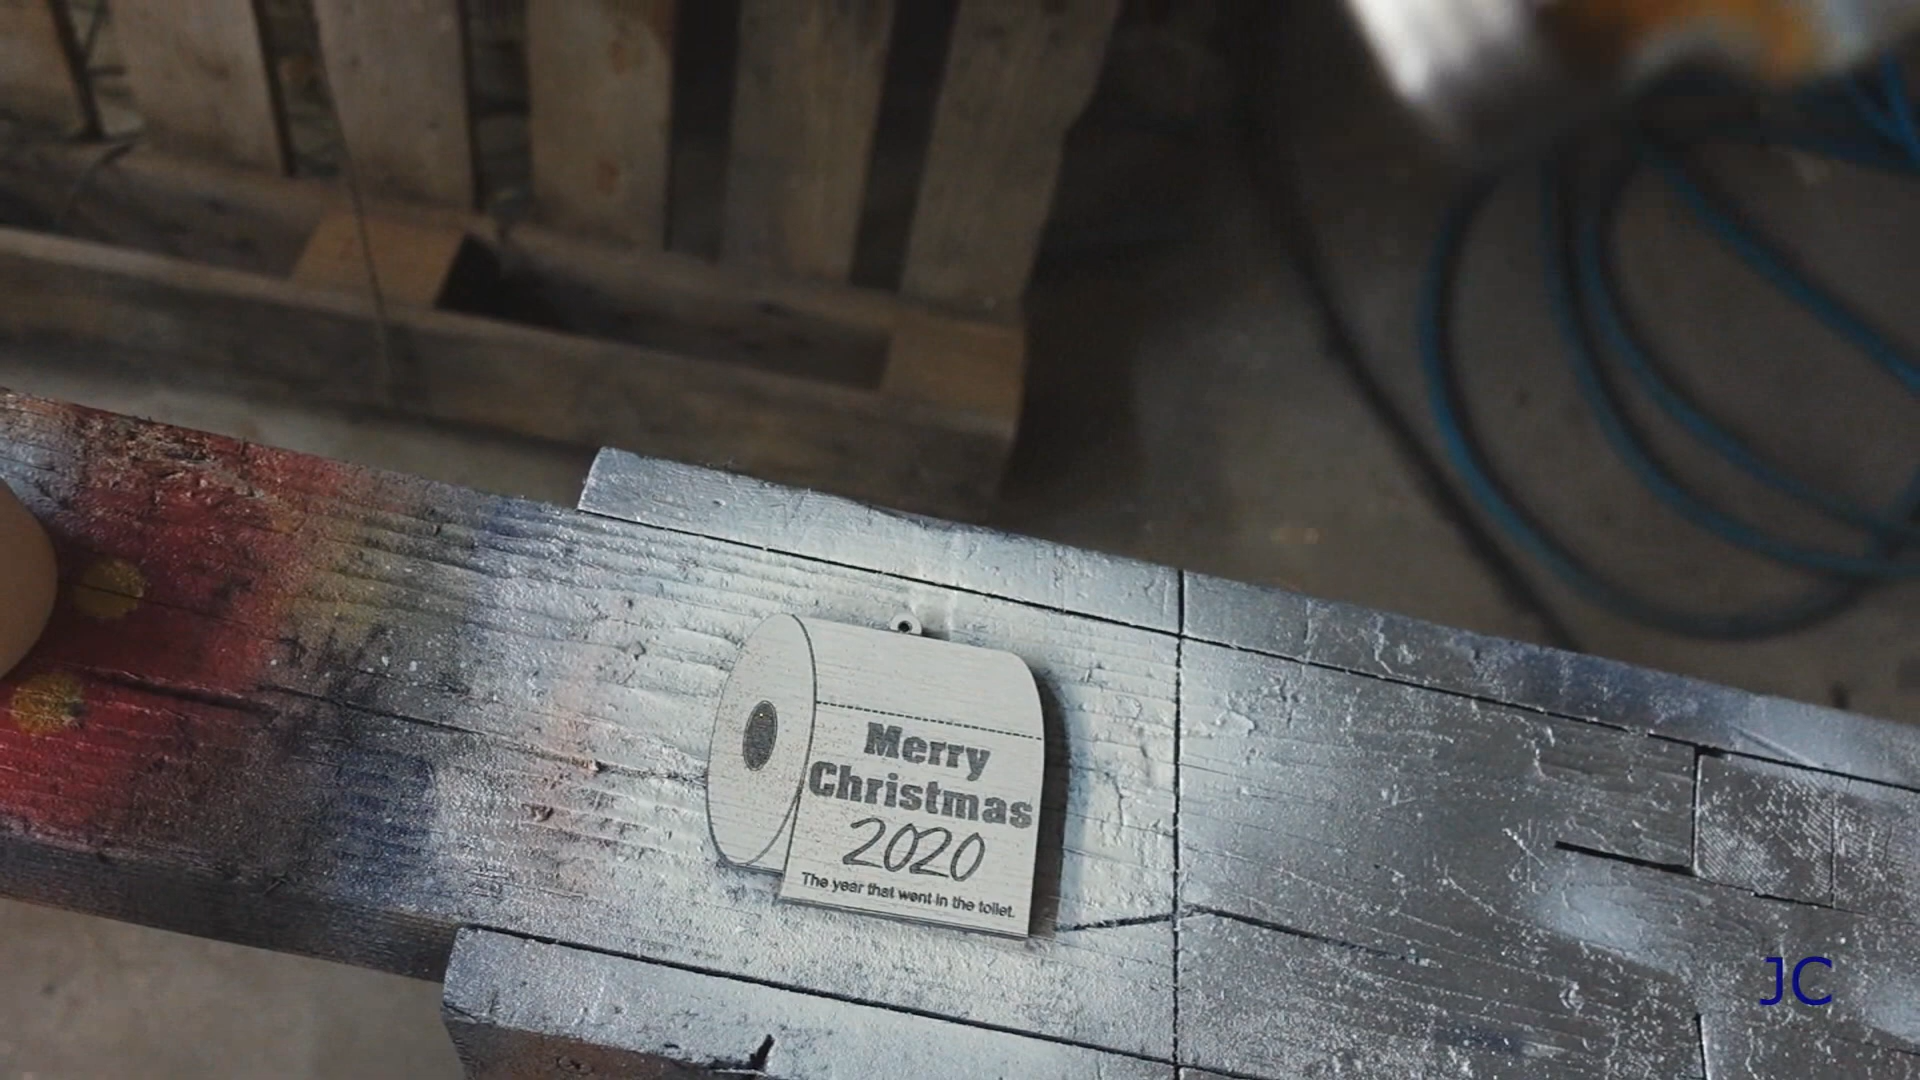 Merry
Christmas
2020
The year that went in the toilet.
JC